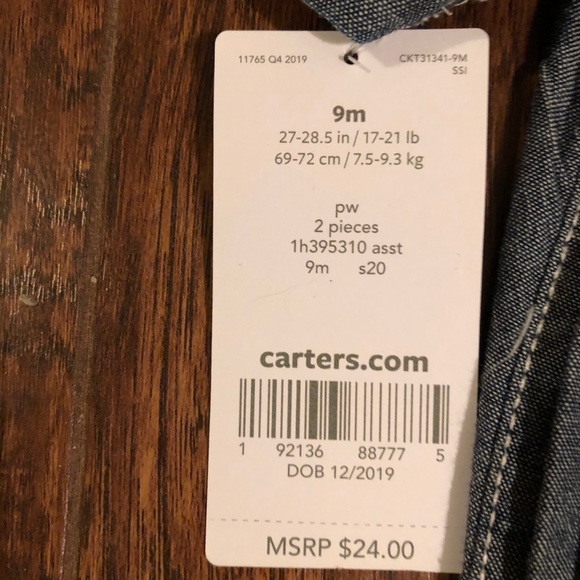 11765 Q4 2019
CKT31341-9M
SSI
9m
27-28.5 in / 17-21 lb
69-72 cm / 7.5-9.3 kg
pw
2 pieces
1h395310 asst
9m s20
carters.com
1 92136 88777 5
DOB 12/2019
MSRP $24.00